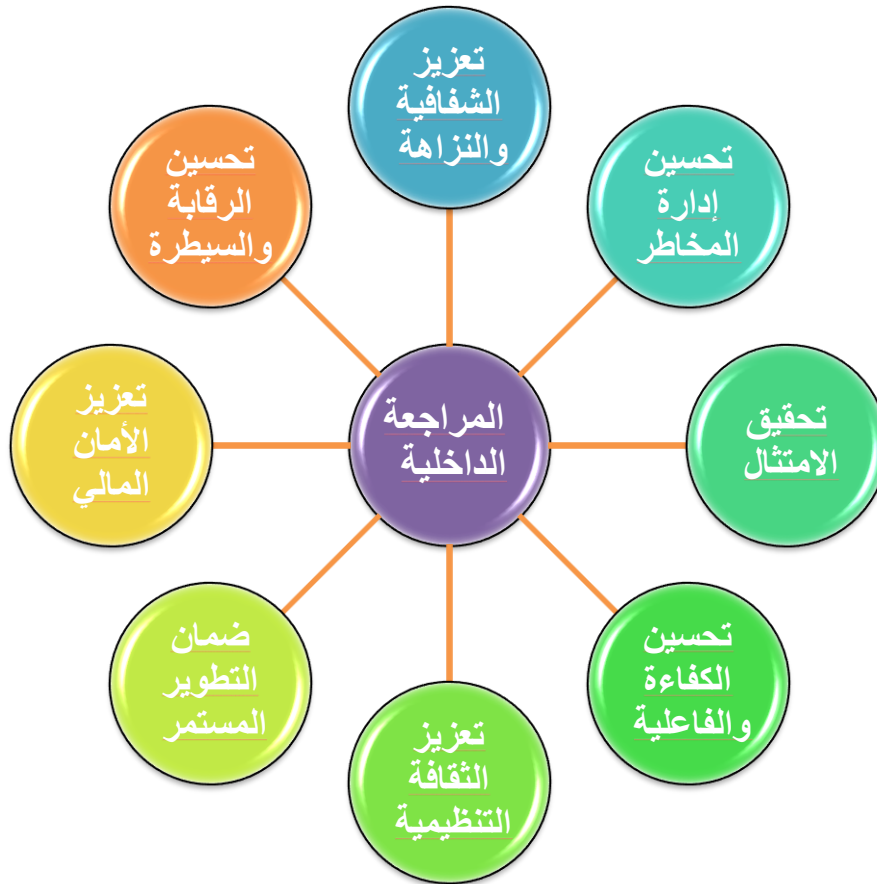 تعزيز
الشفافية
والنزاهة
تحسين
إدارة
المخاطر
تحقيق
الامتثال
تحسين
الكفاءة
والفاعلية
تعزيز
الثقافة
التنظيمية
ضمان
التطوير
المستمر
تعزيز
الأمان
المالي
تحسين
الرقابة
والسيطرة
المراجعة
الداخلية